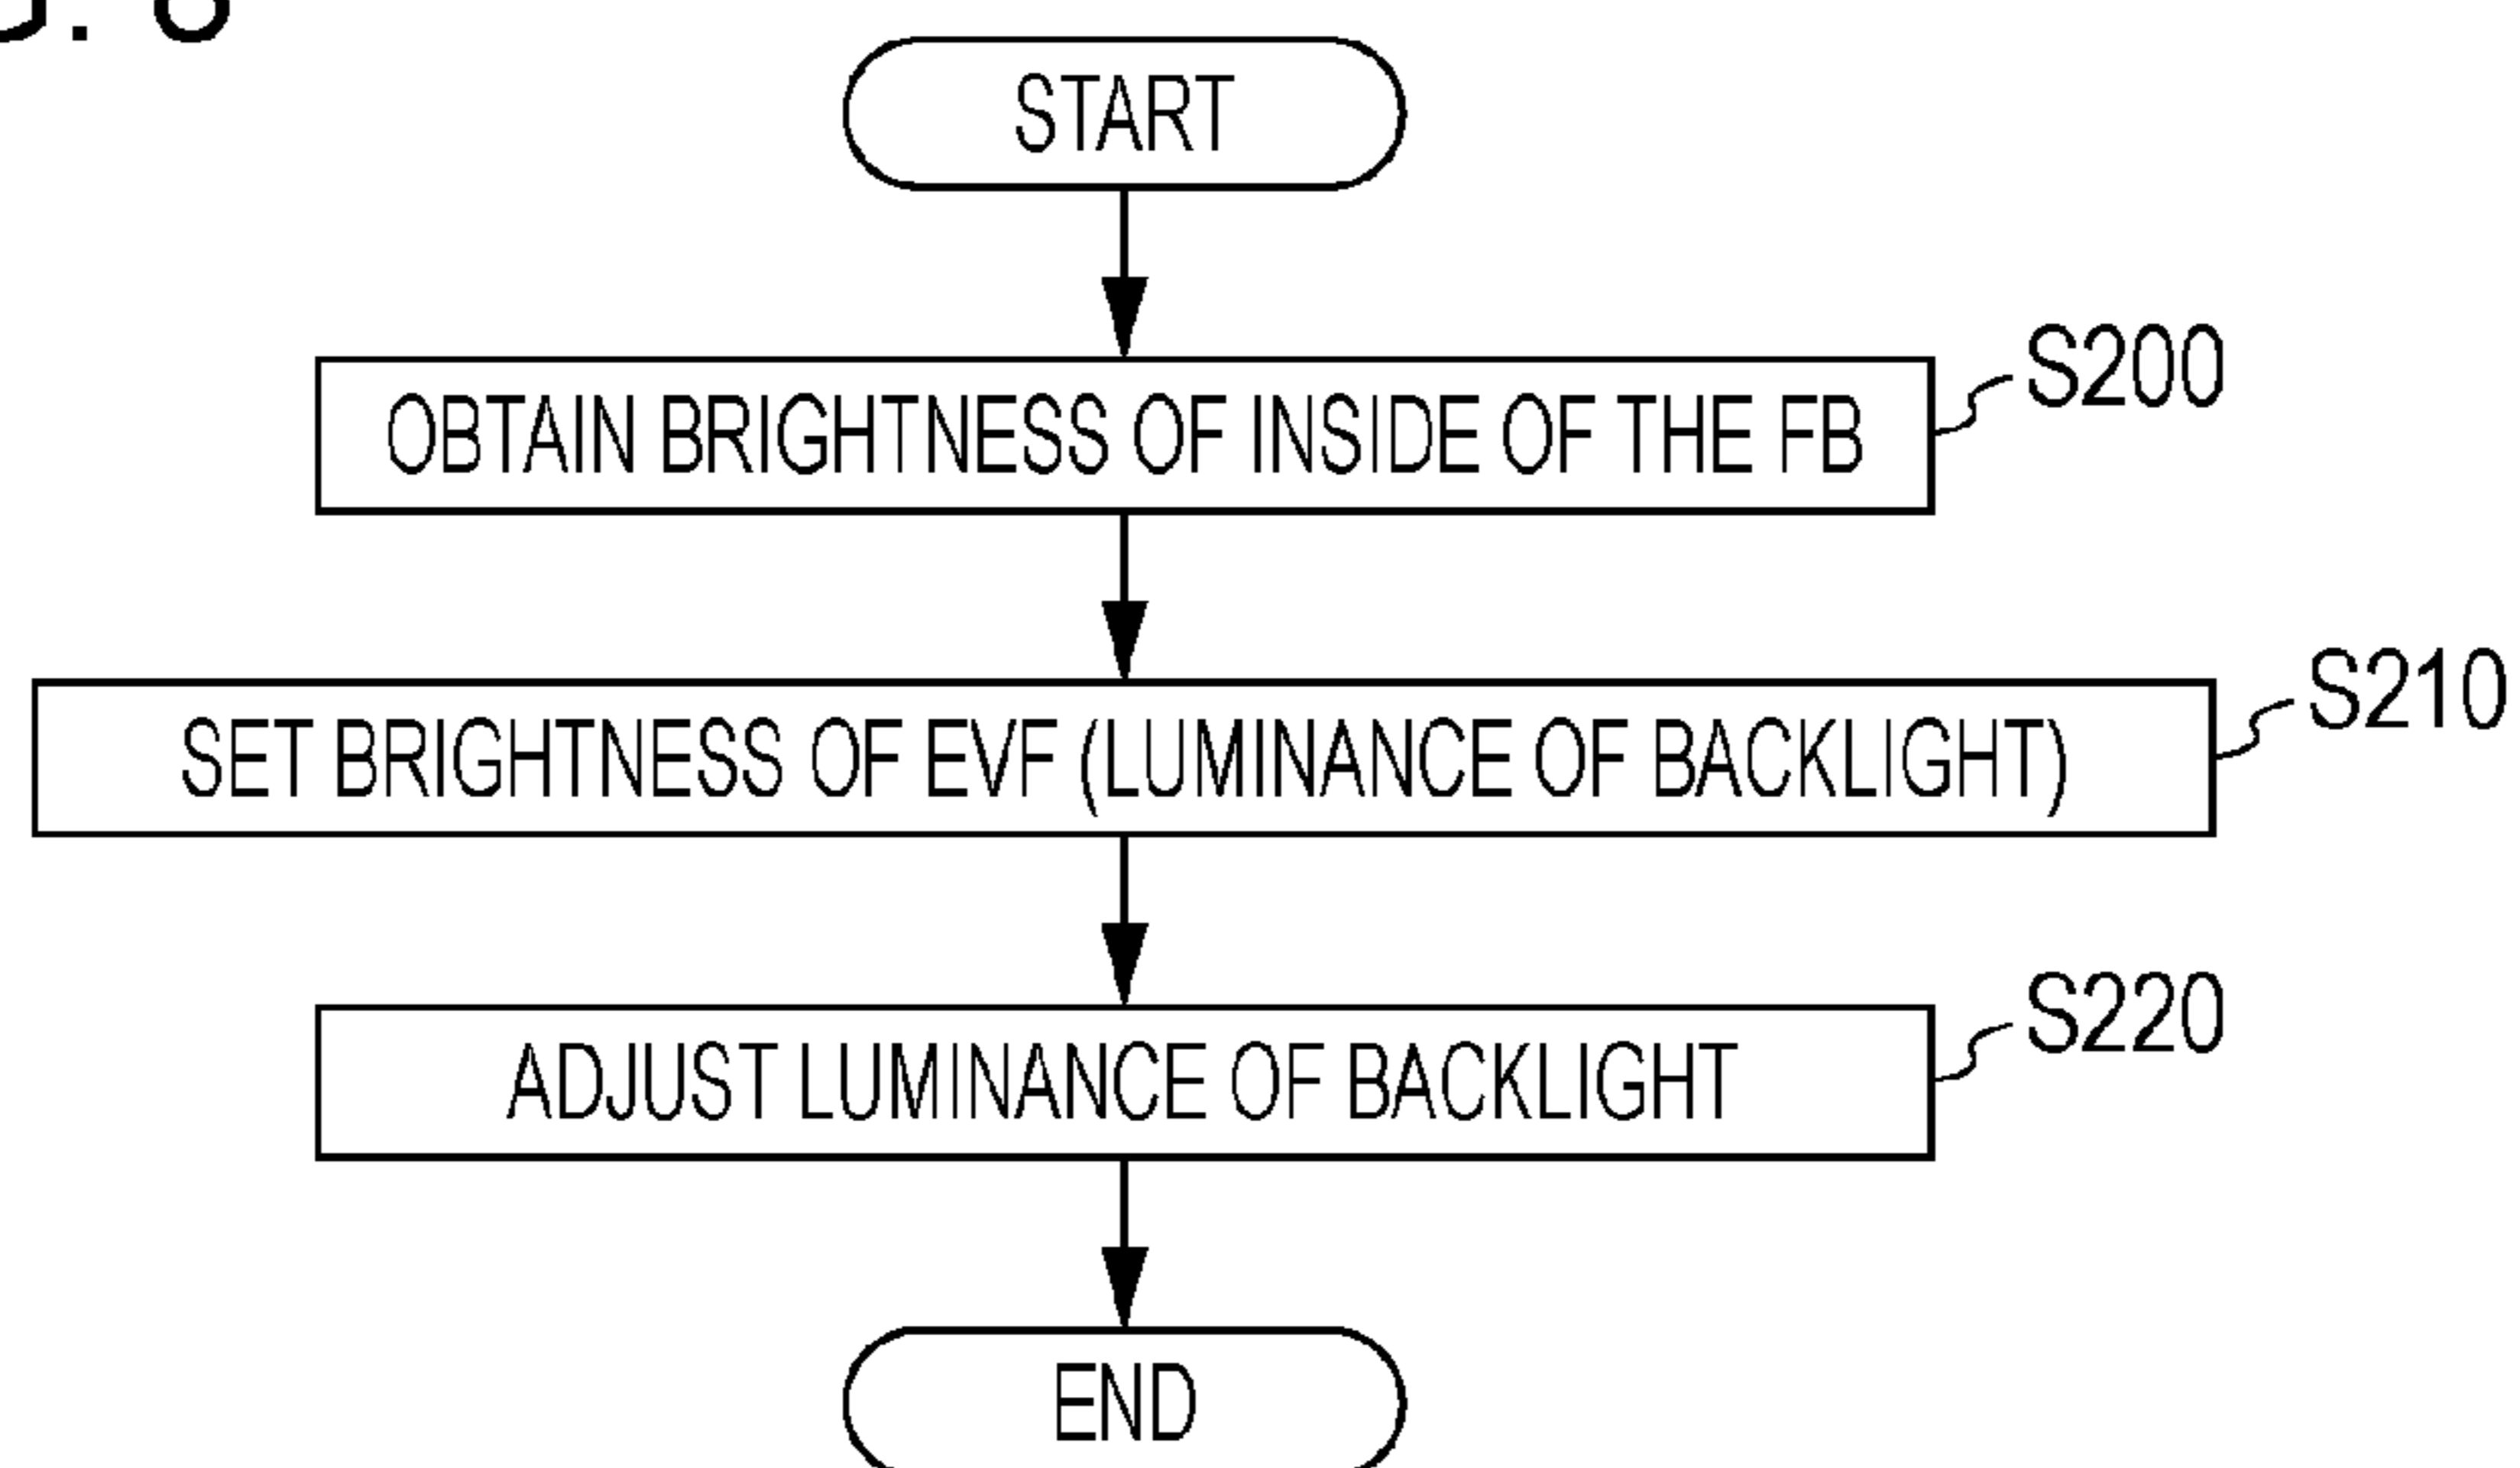 8
START
OBTAIN BRIGHTNESS OF INSIDE OF THE FB
S200
SET BRIGHTNESS OF EVF (LUMINANCE OF BACKLIGHT)
S210
ADJUST LUMINANCE OF BACKLIGHT
S220
END